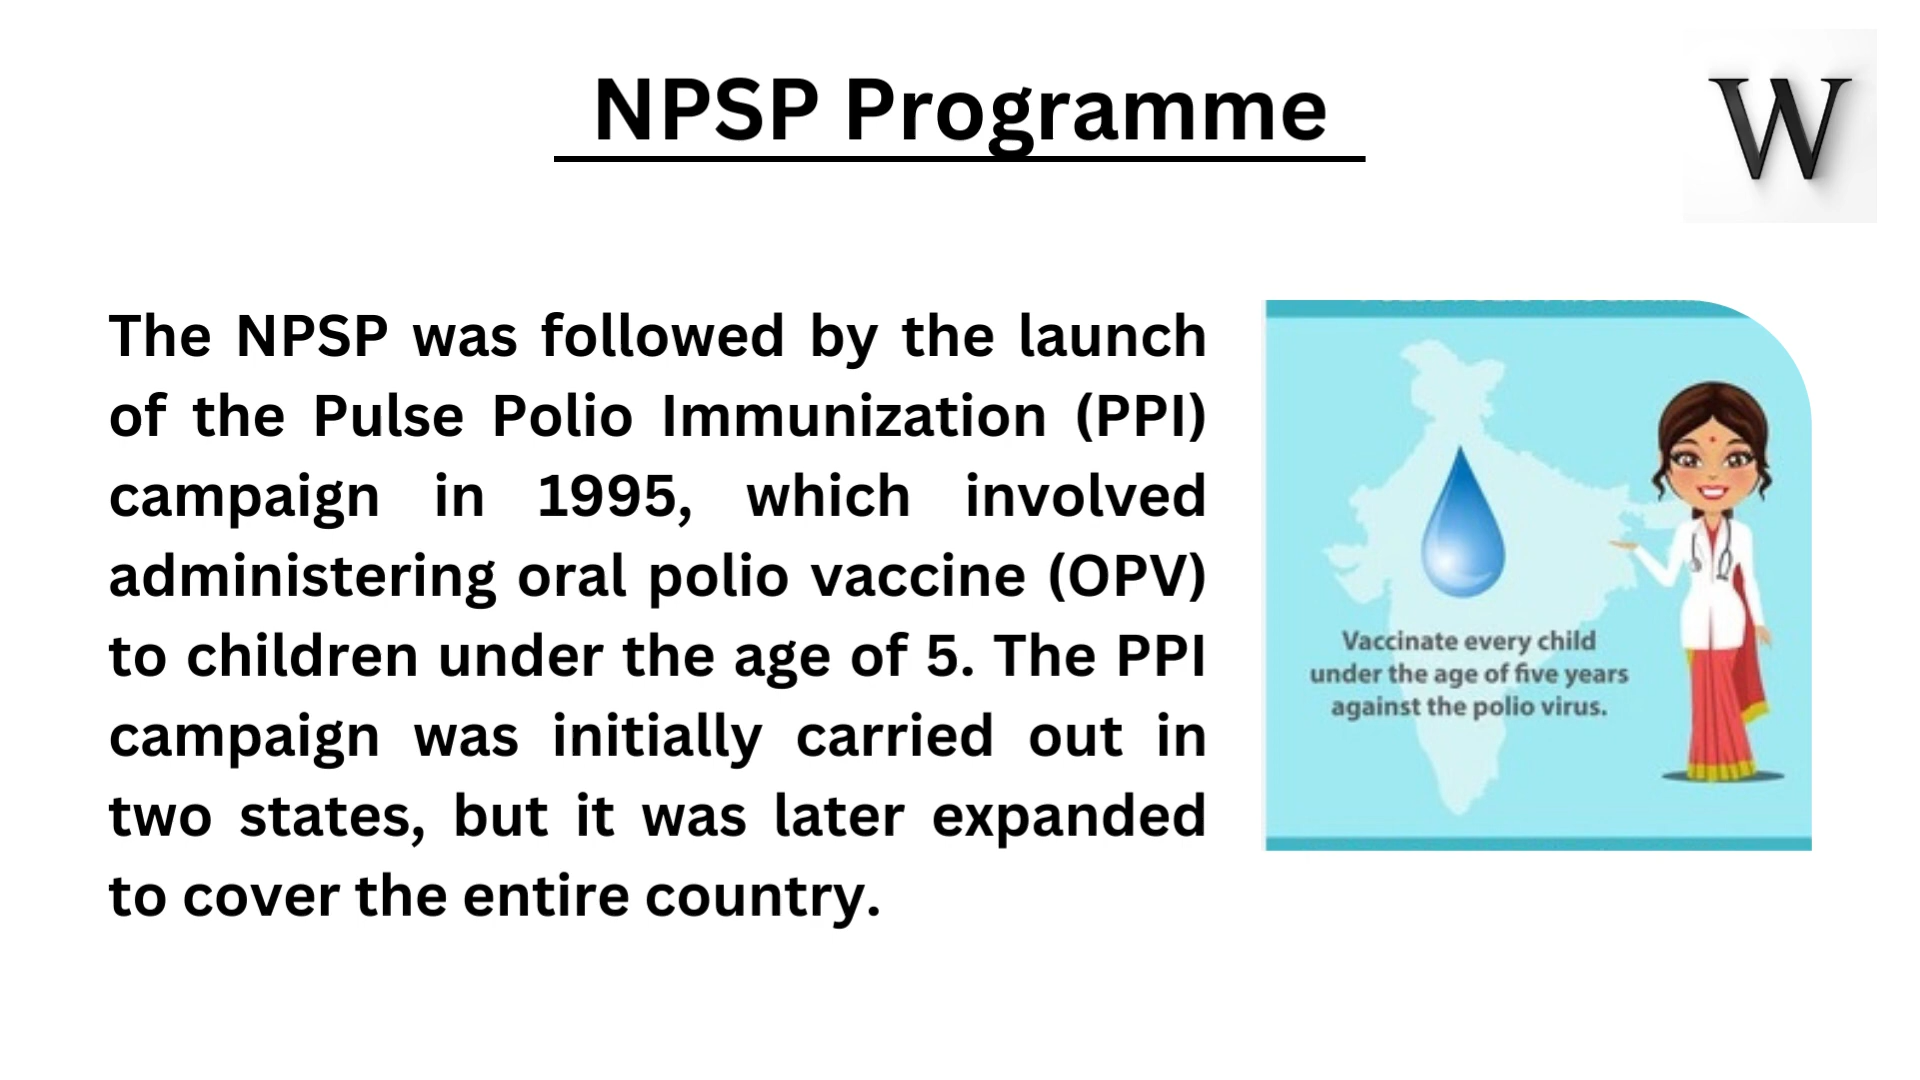 NPSP Programme
W
The NPSP was followed by the launch
of the Pulse Polio Immunization (PPI)
campaign in 1995, which involved
administering oral polio vaccine (OPV)
to children under the age of 5. The PPI
campaign was initially carried out in
two states, but it was later expanded
to cover the entire country.
Vaccinate every child
under the age of five years
against the polio virus.